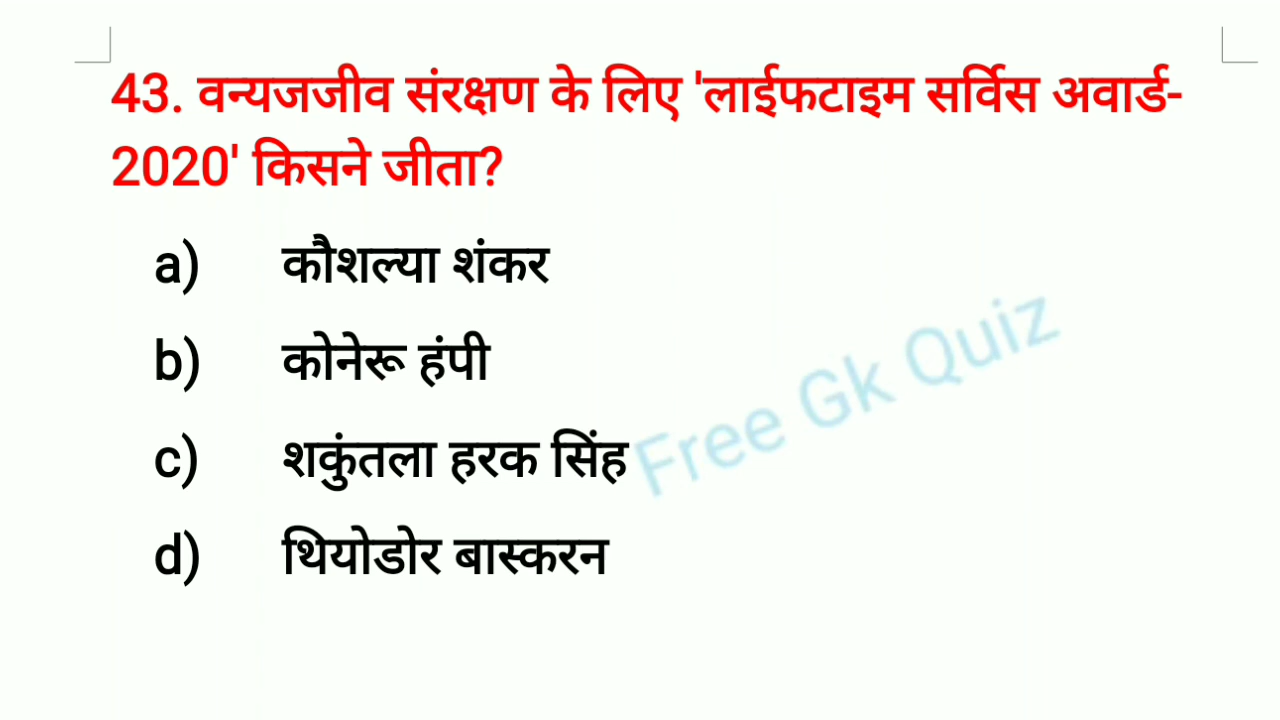 43. वन्यजजीव संरक्षण के लिए 'लाईफटाइम सर्विस अवार्ड-
2020' किसने जीता?
a) कौशल्या शंकर
b) कोनेरू हंपी
c) शकुंतला हरक सिंह
d) थियोडोर बास्करन
Free Gk Quiz